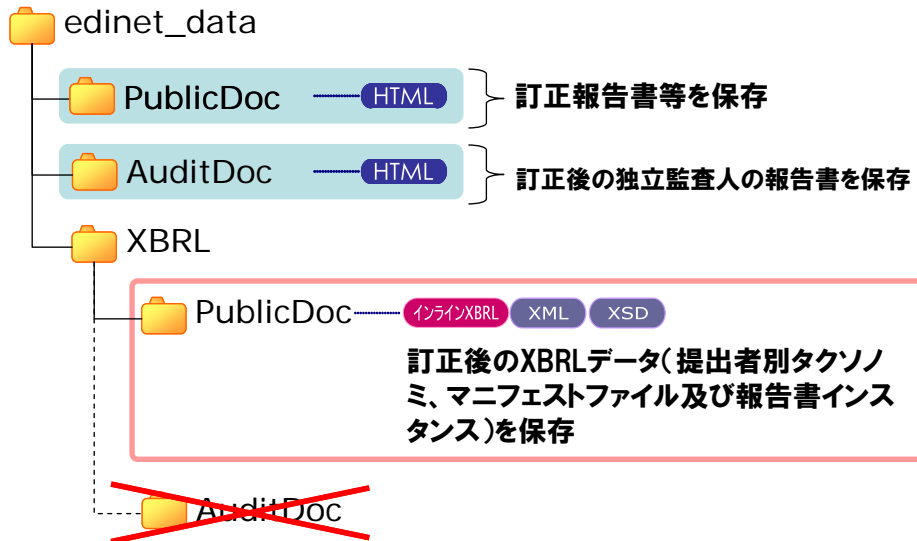 edinet_data
PublicDoc HTML 訂正報告書等を保存
AuditDoc HTML 訂正後の独立監査人の報告書を保存
XBRL
PublicDoc インラインXBRL XML XSD
訂正後のXBRLデータ(提出者別タクソノ
ミ、マニフェストファイル及び報告書インス
タンス)を保存
AuditDoc